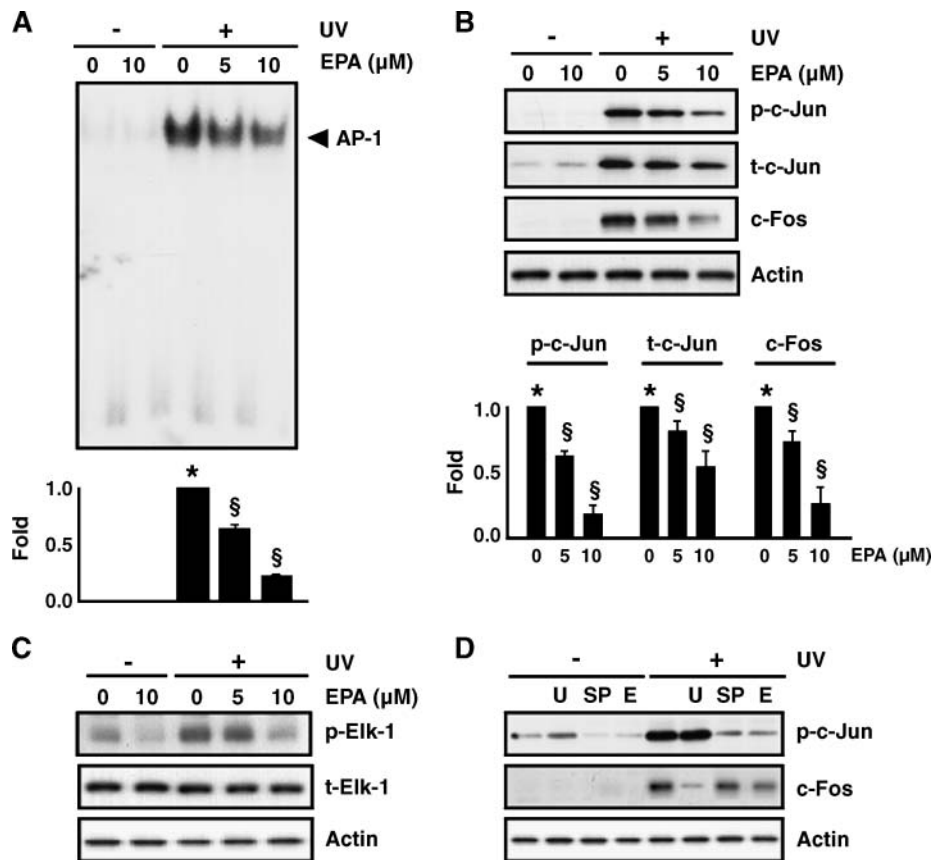 A
- + UV
0 10 0 5 10 EPA (μM)
AP-1
*
§
§
1.0
0.5
0.0
Fold
B
- + UV
0 10 0 5 10 EPA (μM)
p-c-Jun
t-c-Jun
c-Fos
Actin
p-c-Jun t-c-Jun c-Fos
* § § * § § * § §
1.0
0.5
0.0
Fold
0 5 10 0 5 10 0 5 10 EPA (μM)
C
- + UV
0 10 0 5 10 EPA (μM)
p-Elk-1
t-Elk-1
Actin
D
- + UV
U SP E U SP E
p-c-Jun
c-Fos
Actin